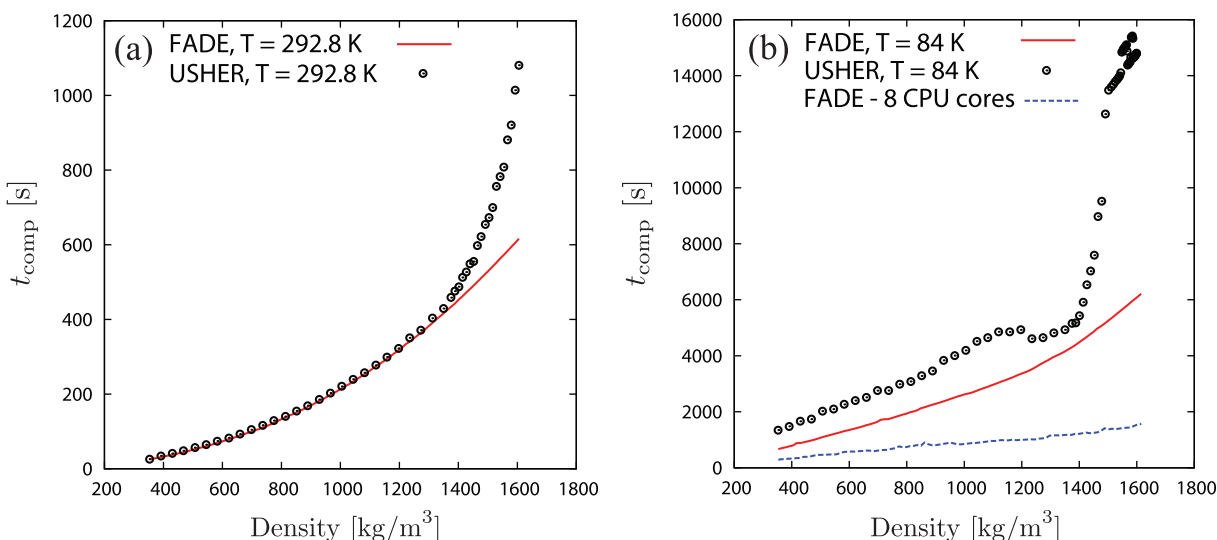 (a)
FADE, T = 292.8 K
USHER, T = 292.8 K
1200
1000
800
600
400
200
0
t_comp [s]
200 400 600 800 1000 1200 1400 1600 1800
Density [kg/m³]
(b)
FADE, T = 84 K
USHER, T = 84 K
FADE - 8 CPU cores
16000
14000
12000
10000
8000
6000
4000
2000
0
t_comp [s]
200 400 600 800 1000 1200 1400 1600 1800
Density [kg/m³]